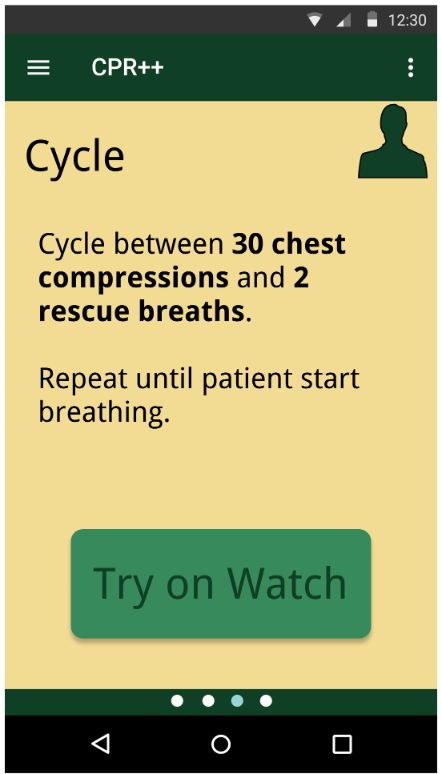 12:30
CPR++
Cycle
Cycle between 30 chest
compressions and 2
rescue breaths.
Repeat until patient start
breathing.
Try on Watch